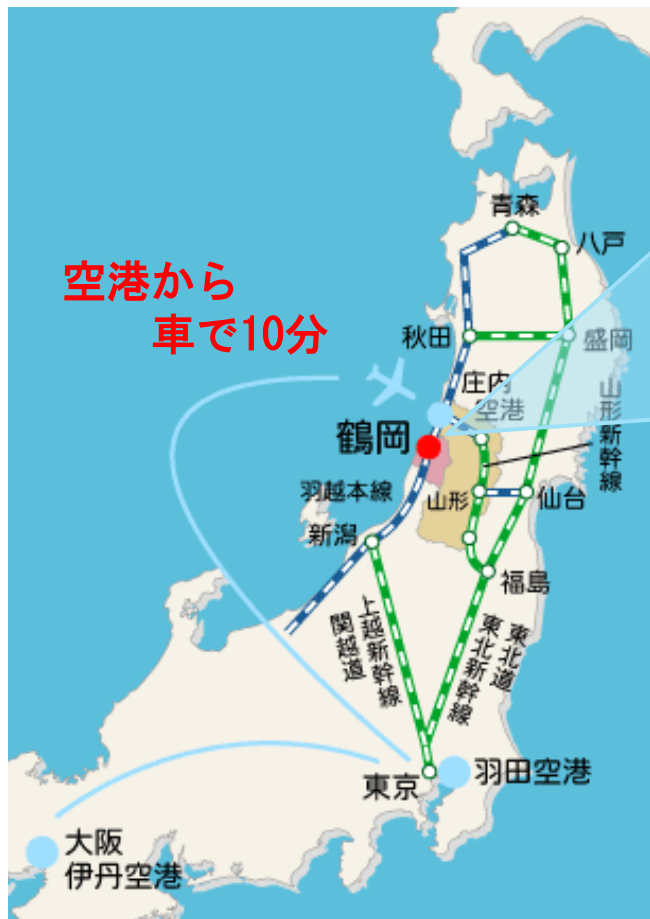 青森
八戸
空港から
車で10分
秋田
盛岡
庄内
空港
山形新幹線
鶴岡
羽越本線
山形
仙台
新潟
福島
上越新幹線
関越道
東北道
東北新幹線
東京
羽田空港
大阪
伊丹空港